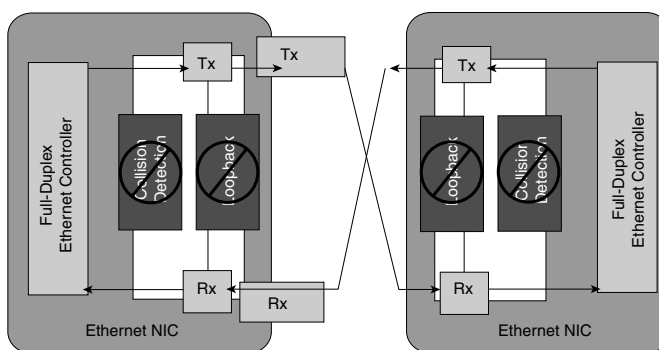 Tx
Tx
Full-Duplex
Ethernet Controller
Collision
Detection
Loopback
Rx
Rx
Ethernet NIC
Tx
Loopback
Collision
Detection
Full-Duplex
Ethernet Controller
Rx
Ethernet NIC